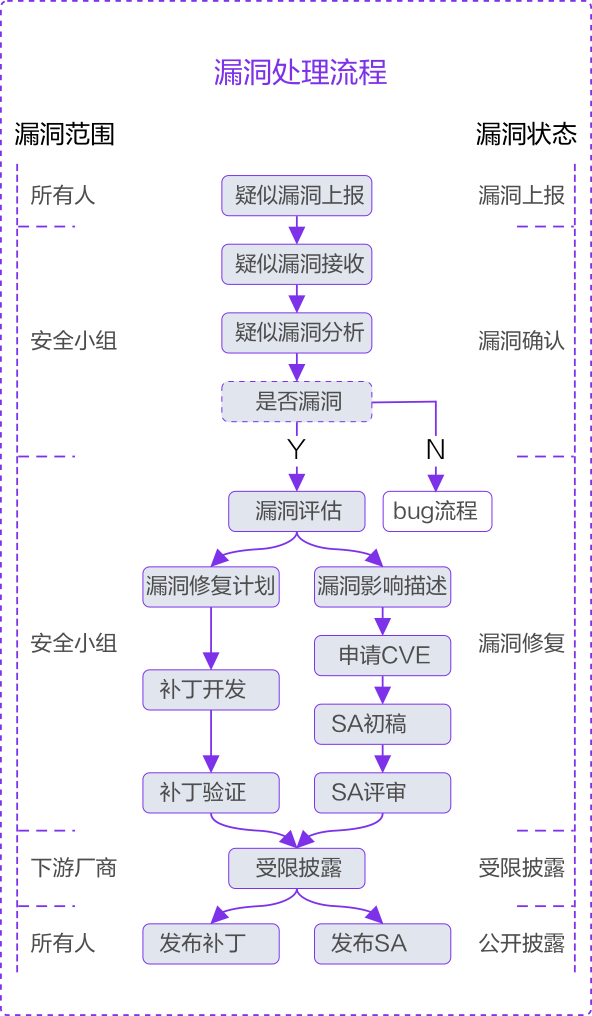 漏洞处理流程
漏洞范围
漏洞状态
所有人
疑似漏洞上报
漏洞上报
疑似漏洞接收
安全小组
疑似漏洞分析
漏洞确认
是否漏洞
Y
N
漏洞评估
bug流程
漏洞修复计划
漏洞影响描述
安全小组
申请CVE
漏洞修复
补丁开发
SA初稿
补丁验证
SA评审
下游厂商
受限披露
受限披露
所有人
发布补丁
发布SA
公开披露